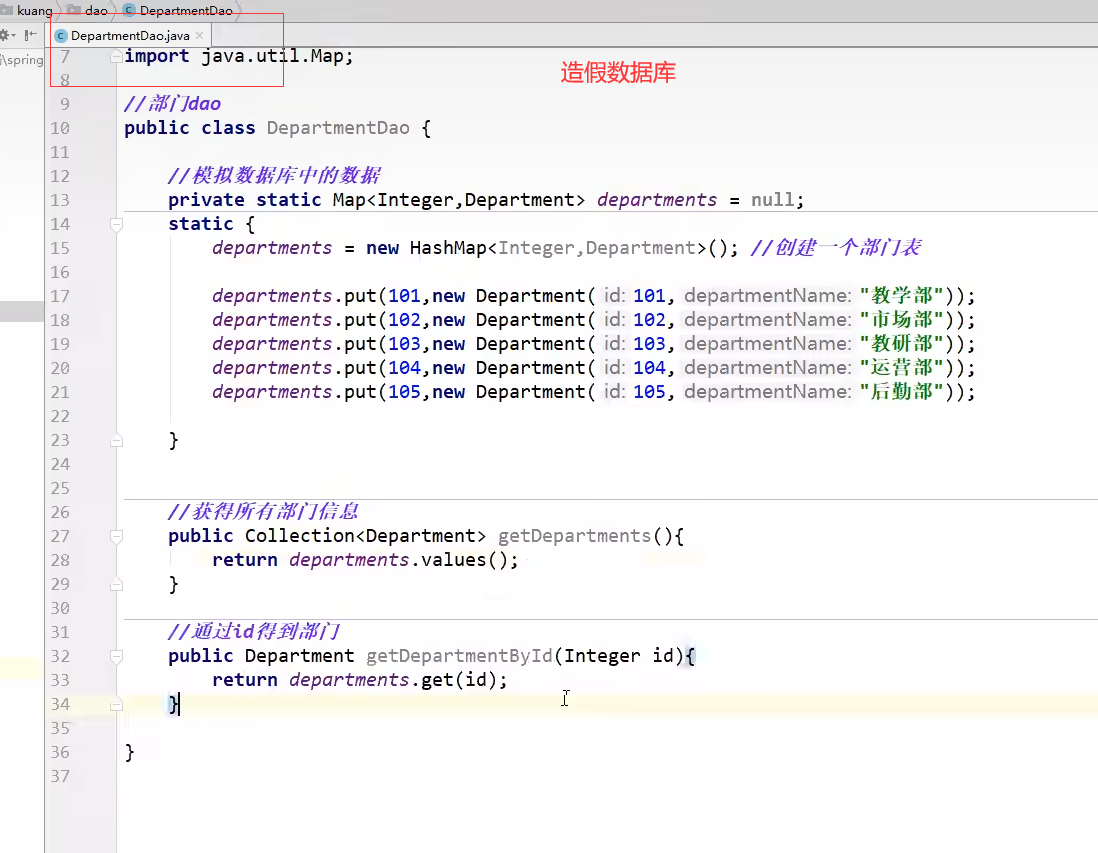 kuang dao DepartmentDao
DepartmentDao.java
\spring
造假数据库
7 import java.util.Map;
8
9 //部门dao
10 public class DepartmentDao {
11
12 //模拟数据库中的数据
13 private static Map<Integer,Department> departments = null;
14 static {
15 departments = new HashMap<Integer,Department>(); //创建一个部门表
16
17 departments.put(101,new Department( id: 101, departmentName: "教学部"));
18 departments.put(102,new Department( id: 102, departmentName: "市场部"));
19 departments.put(103,new Department( id: 103, departmentName: "教研部"));
20 departments.put(104,new Department( id: 104, departmentName: "运营部"));
21 departments.put(105,new Department( id: 105, departmentName: "后勤部"));
22
23 }
24
25
26 //获得所有部门信息
27 public Collection<Department> getDepartments(){
28 return departments.values();
29 }
30
31 //通过id得到部门
32 public Department getDepartmentById(Integer id){
33 return departments.get(id);
34 }
35
36 }
37